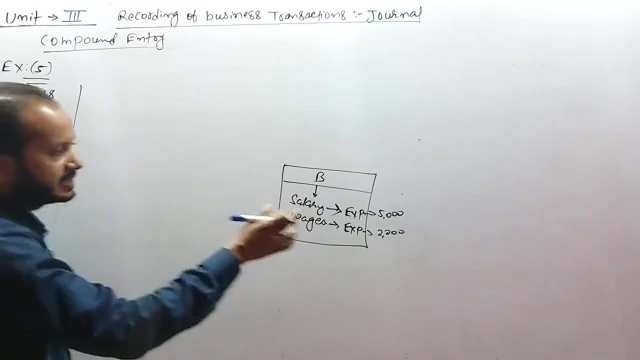 Unit → III Recording of business Transactions :- Journal
Compound Entry
Ex: (5)
B
Salary → Exp → 5,000
wages → Exp → 2,200